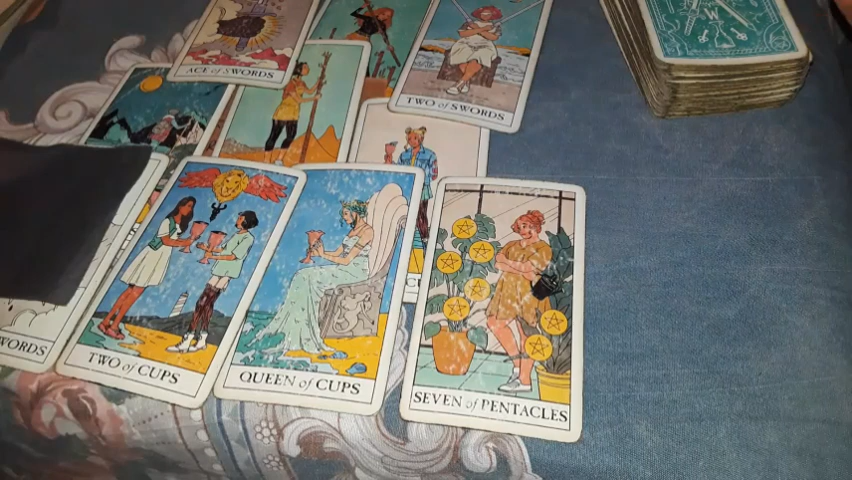 ACE of SWORDS
TWO of SWORDS
W
WORDS
TWO of CUPS
QUEEN of CUPS
C
SEVEN of PENTACLES